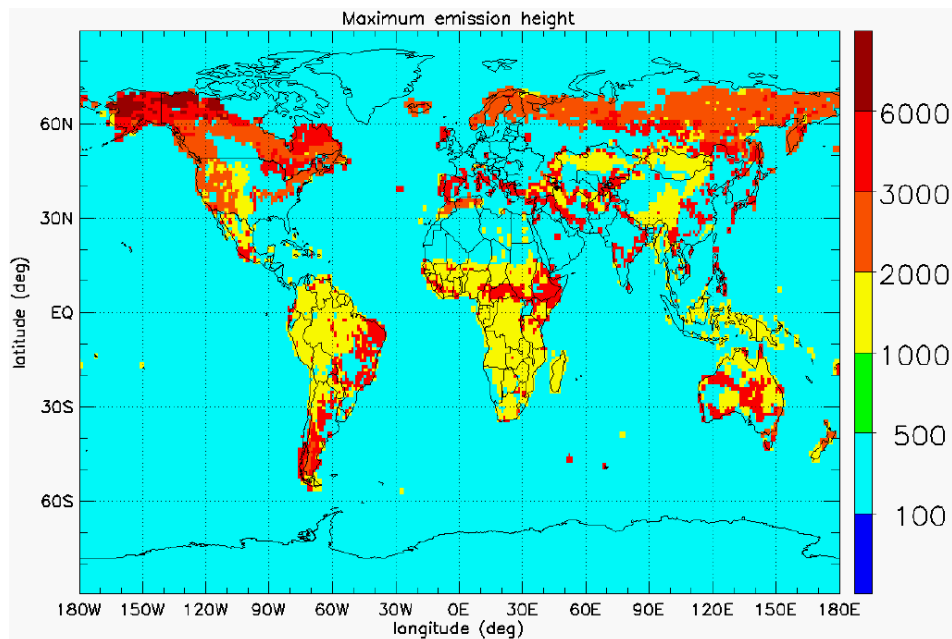 Maximum emission height
60N
30N
EQ
30S
60S
latitude (deg)
180W 150W 120W 90W 60W 30W 0E 30E 60E 90E 120E 150E 180E
longitude (deg)
6000
3000
2000
1000
500
100